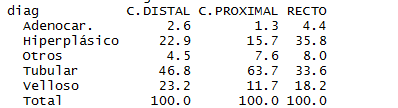 diag C.DISTAL C.PROXIMAL RECTO
Adenocar. 2.6 1.3 4.4
Hiperplásico 22.9 15.7 35.8
Otros 4.5 7.6 8.0
Tubular 46.8 63.7 33.6
Velloso 23.2 11.7 18.2
Total 100.0 100.0 100.0